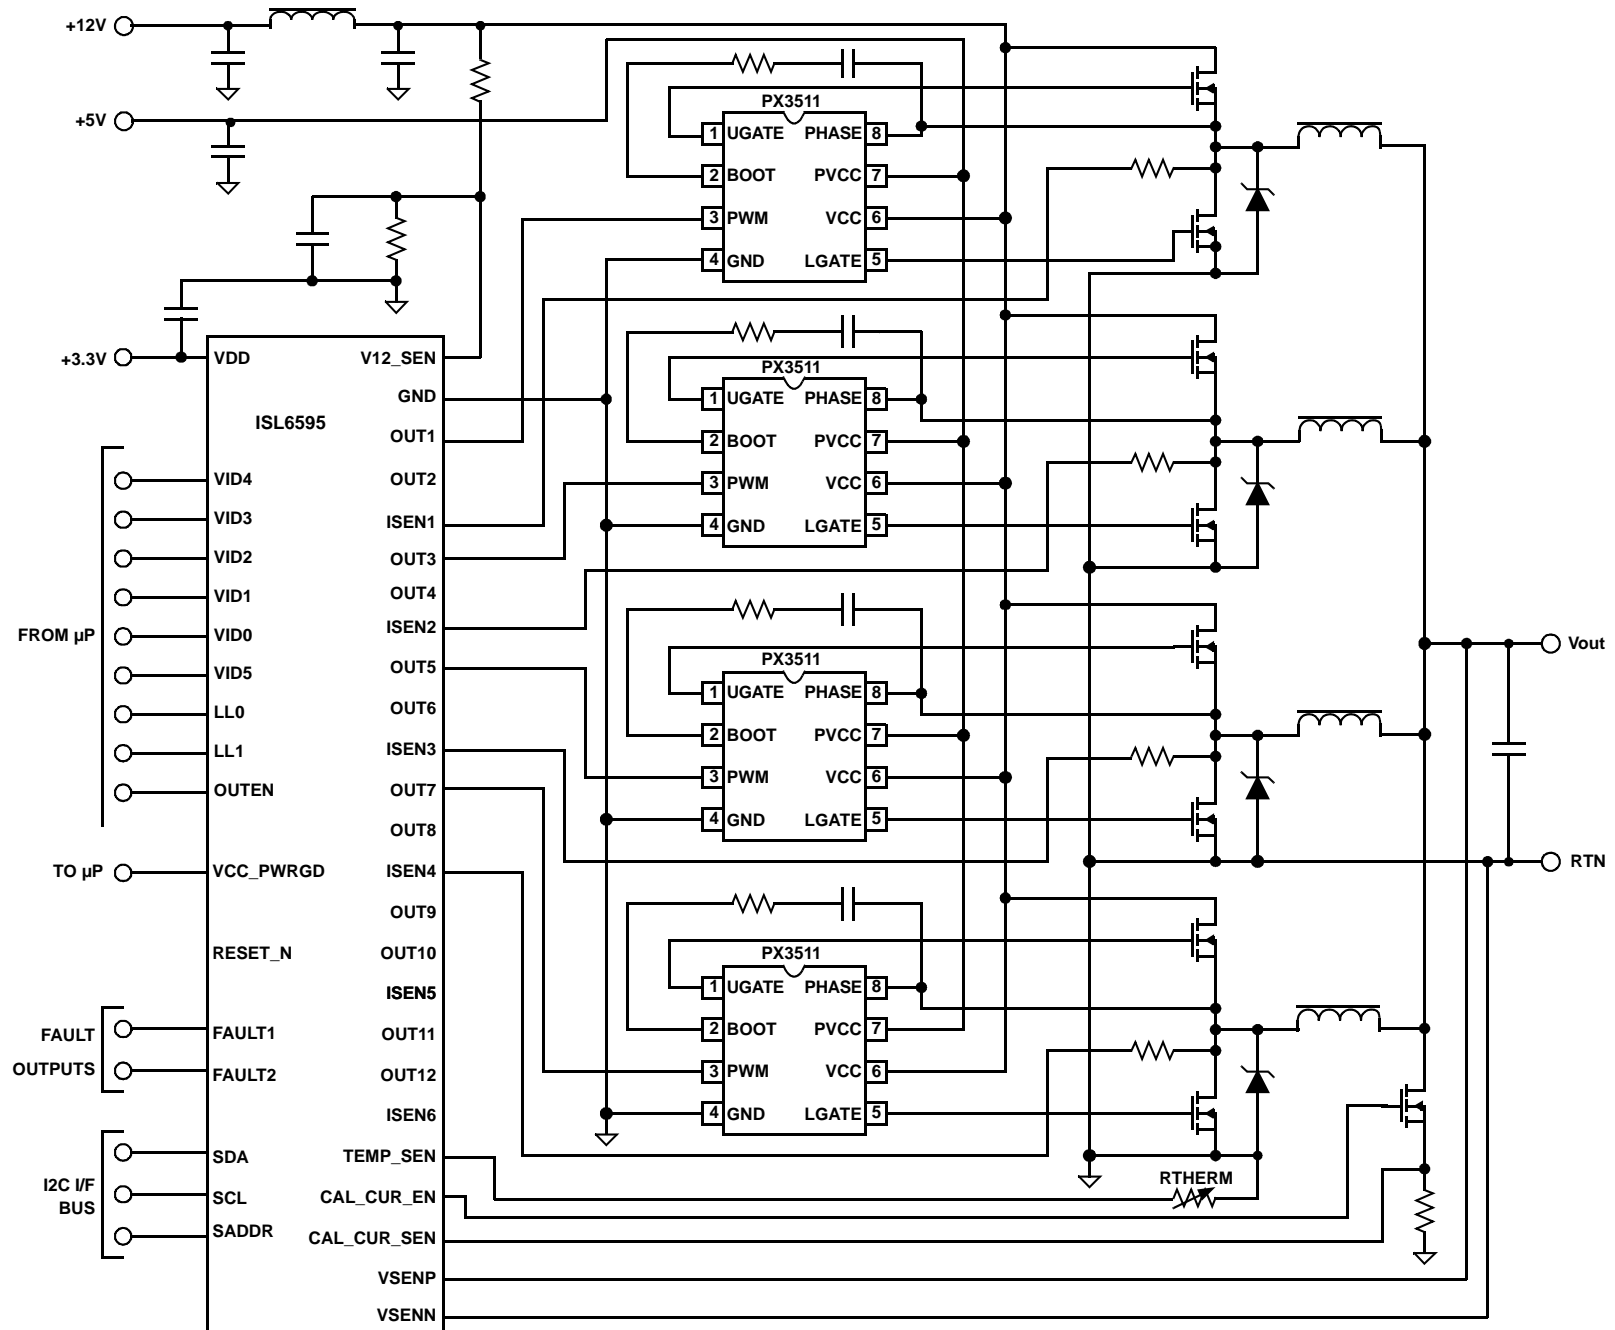 +12V
+5V
+3.3V
VDD
V12_SEN
GND
ISL6595
OUT1
VID4
OUT2
VID3
ISEN1
VID2
OUT3
VID1
OUT4
FROM µP
VID0
ISEN2
VID5
OUT5
LL0
OUT6
LL1
ISEN3
OUTEN
OUT7
OUT8
TO µP
VCC_PWRGD
ISEN4
OUT9
RESET_N
OUT10
ISEN5
FAULT
OUTPUTS
FAULT1
OUT11
FAULT2
OUT12
ISEN6
I2C I/F
BUS
SDA
TEMP_SEN
SCL
CAL_CUR_EN
SADDR
CAL_CUR_SEN
VSENP
VSENN
PX3511
1 UGATE PHASE 8
2 BOOT PVCC 7
3 PWM VCC 6
4 GND LGATE 5
PX3511
1 UGATE PHASE 8
2 BOOT PVCC 7
3 PWM VCC 6
4 GND LGATE 5
PX3511
1 UGATE PHASE 8
2 BOOT PVCC 7
3 PWM VCC 6
4 GND LGATE 5
PX3511
1 UGATE PHASE 8
2 BOOT PVCC 7
3 PWM VCC 6
4 GND LGATE 5
RTHERM
Vout
RTN